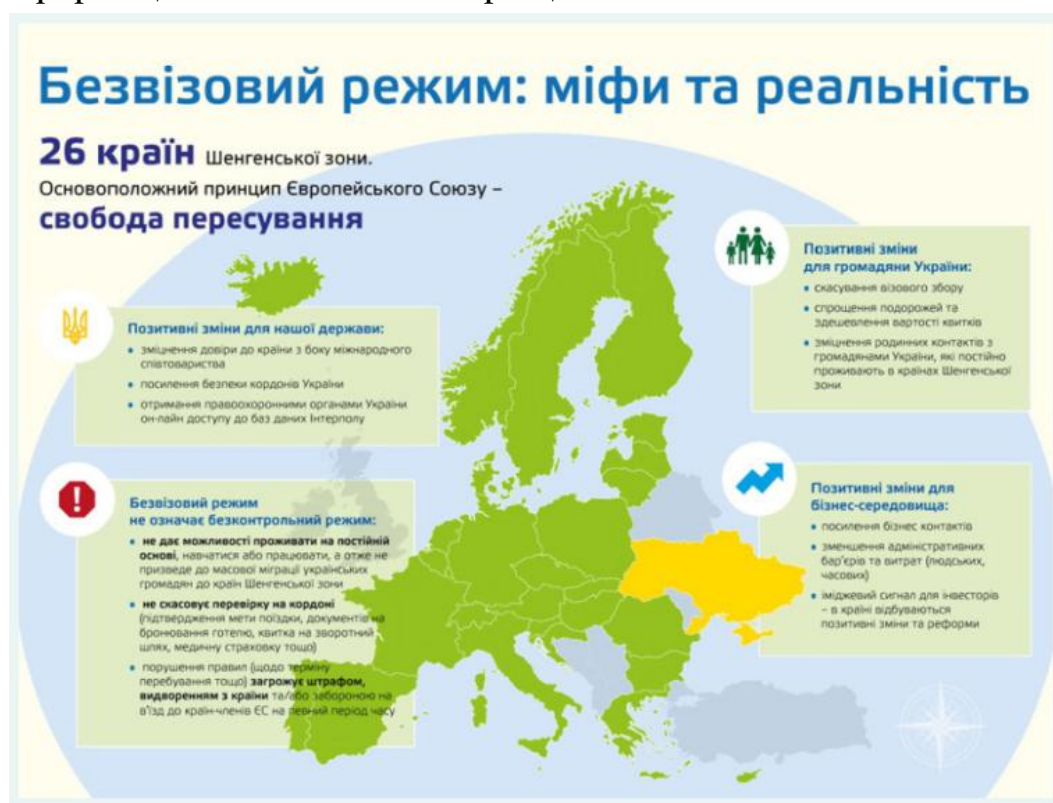 Безвізовий режим: міфи та реальність
26 країн Шенгенської зони.
Основоположний принцип Європейського Союзу –
свобода пересування
Позитивні зміни для нашої держави:
• зміцнення довіри до країни з боку міжнародного
співтовариства
• посилення безпеки кордонів України
• отримання правоохоронними органами України
он-лайн доступу до баз даних Інтерполу
Безвізовий режим
не означає безконтрольний режим:
• не дає можливості проживати на постійній
основі, навчатися або працювати, а отже не
призведе до масової міграції українських
громадян до країн Шенгенської зони
• не скасовує перевірку на кордоні
(підтвердження мети поїздки, документів на
бронювання готелю, квитка на зворотний
шлях, медичну страховку тощо)
• порушення правил (щодо терміну
перебування тощо) загрожує штрафом,
видворенням з країни та/або забороною на
в'їзд до країн-членів ЄС на певний період часу
Позитивні зміни
для громадяни України:
• скасування візового збору
• спрощення подорожей та
здешевлення вартості квитків
• зміцнення родинних контактів з
громадянами України, які постійно
проживають в країнах Шенгенської
зони
Позитивні зміни для
бізнес-середовища:
• посилення бізнес контактів
• зменшення адміністративних
бар'єрів та витрат (людських,
часових)
• іміджевий сигнал для інвесторів
– в країні відбуваються
позитивні зміни та реформи